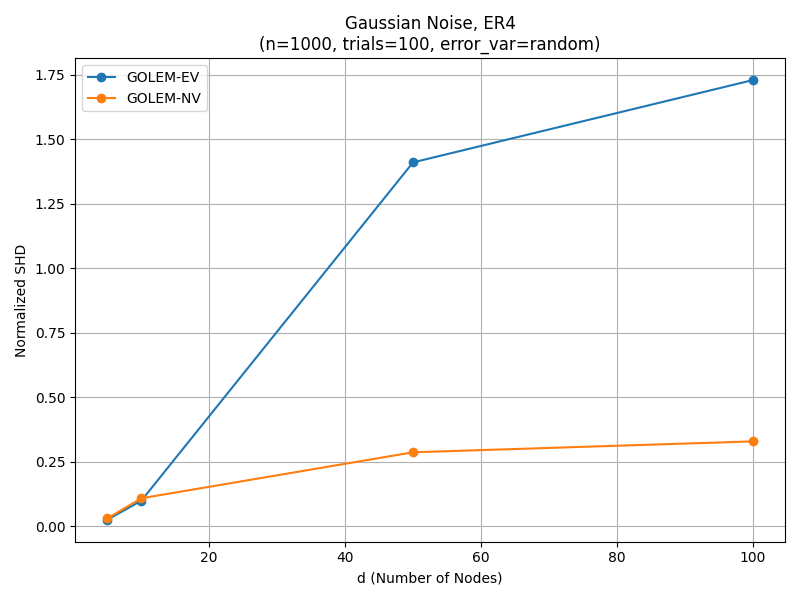 Gaussian Noise, ER4
(n=1000, trials=100, error_var=random)
GOLEM-EV
GOLEM-NV
Normalized SHD
1.75
1.50
1.25
1.00
0.75
0.50
0.25
0.00
20
40
60
80
100
d (Number of Nodes)